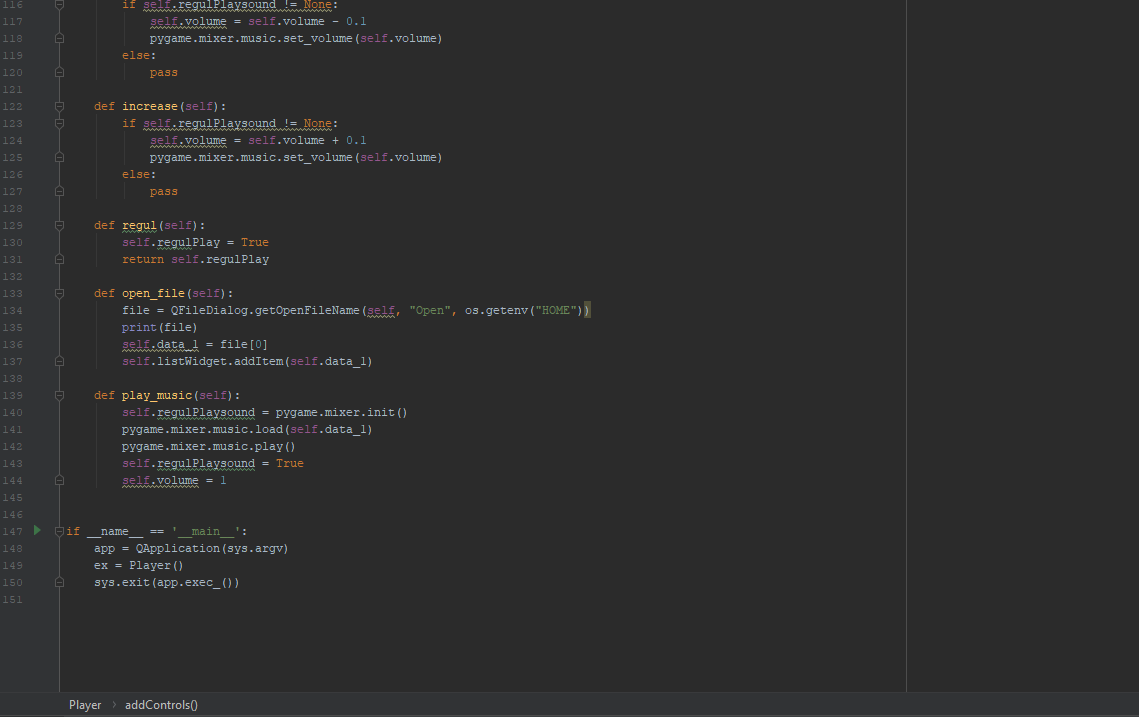 116 if self.regulPlaysound != None:
117 self.volume = self.volume - 0.1
118 pygame.mixer.music.set_volume(self.volume)
119 else:
120 pass
121
122 def increase(self):
123 if self.regulPlaysound != None:
124 self.volume = self.volume + 0.1
125 pygame.mixer.music.set_volume(self.volume)
126 else:
127 pass
128
129 def regul(self):
130 self.regulPlay = True
131 return self.regulPlay
132
133 def open_file(self):
134 file = QFileDialog.getOpenFileName(self, "Open", os.getenv("HOME"))
135 print(file)
136 self.data_1 = file[0]
137 self.listWidget.addItem(self.data_1)
138
139 def play_music(self):
140 self.regulPlaysound = pygame.mixer.init()
141 pygame.mixer.music.load(self.data_1)
142 pygame.mixer.music.play()
143 self.regulPlaysound = True
144 self.volume = 1
145
146
147 if __name__ == '__main__':
148 app = QApplication(sys.argv)
149 ex = Player()
150 sys.exit(app.exec_())
151
Player › addControls()